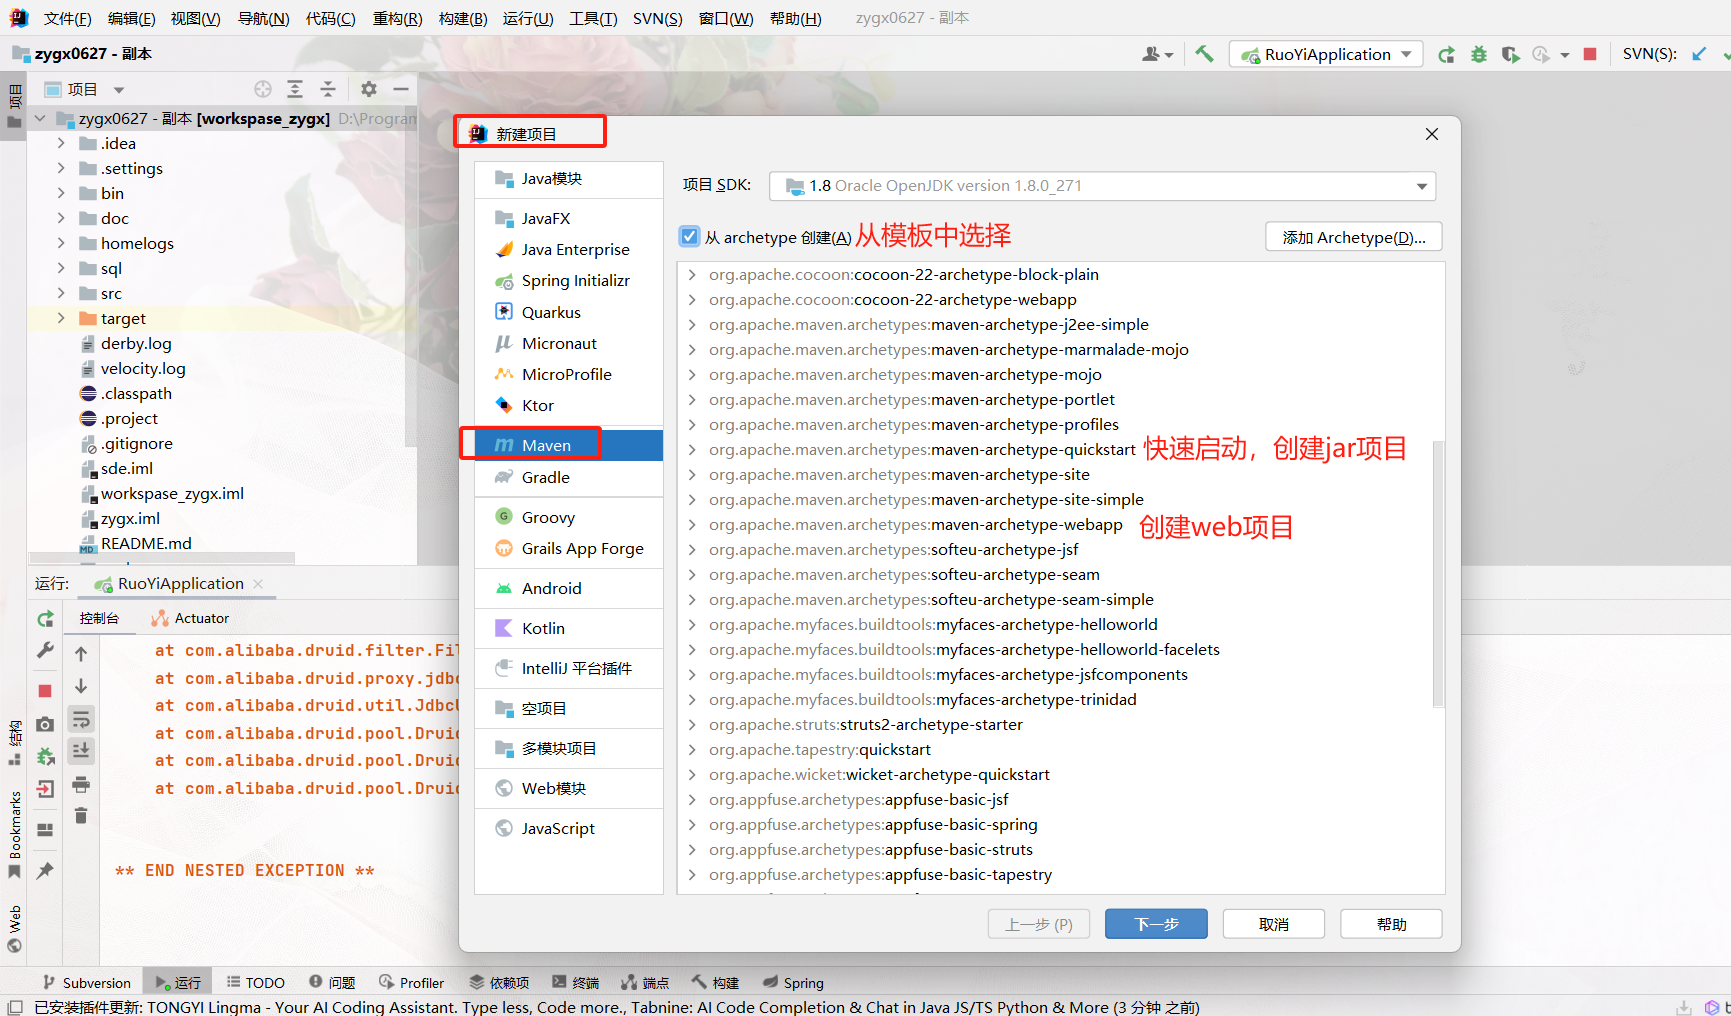 文件(F) 编辑(E) 视图(V) 导航(N) 代码(C) 重构(R) 构建(B) 运行(U) 工具(T) SVN(S) 窗口(W) 帮助(H) zygx0627 - 副本
zygx0627 - 副本
RuoYiApplication
SVN(S):
项目
项目
zygx0627 - 副本 [workspase_zygx] D:\Program
.idea
.settings
bin
doc
homelogs
sql
src
target
derby.log
velocity.log
.classpath
.project
.gitignore
sde.iml
workspase_zygx.iml
zygx.iml
README.md
新建项目
Java模块
JavaFX
Java Enterprise
Spring Initializr
Quarkus
Micronaut
MicroProfile
Ktor
Maven
Gradle
Groovy
Grails App Forge
Android
Kotlin
IntelliJ 平台插件
空项目
多模块项目
Web模块
JavaScript
项目 SDK: 1.8 Oracle OpenJDK version 1.8.0_271
从 archetype 创建(A) 从模板中选择
添加 Archetype(D)...
org.apache.cocoon:cocoon-22-archetype-block-plain
org.apache.cocoon:cocoon-22-archetype-webapp
org.apache.maven.archetypes:maven-archetype-j2ee-simple
org.apache.maven.archetypes:maven-archetype-marmalade-mojo
org.apache.maven.archetypes:maven-archetype-mojo
org.apache.maven.archetypes:maven-archetype-portlet
org.apache.maven.archetypes:maven-archetype-profiles
org.apache.maven.archetypes:maven-archetype-quickstart 快速启动，创建jar项目
org.apache.maven.archetypes:maven-archetype-site
org.apache.maven.archetypes:maven-archetype-site-simple
org.apache.maven.archetypes:maven-archetype-webapp 创建web项目
org.apache.maven.archetypes:softeu-archetype-jsf
org.apache.maven.archetypes:softeu-archetype-seam
org.apache.maven.archetypes:softeu-archetype-seam-simple
org.apache.myfaces.buildtools:myfaces-archetype-helloworld
org.apache.myfaces.buildtools:myfaces-archetype-helloworld-facelets
org.apache.myfaces.buildtools:myfaces-archetype-jsfcomponents
org.apache.myfaces.buildtools:myfaces-archetype-trinidad
org.apache.struts:struts2-archetype-starter
org.apache.tapestry:quickstart
org.apache.wicket:wicket-archetype-quickstart
org.appfuse.archetypes:appfuse-basic-jsf
org.appfuse.archetypes:appfuse-basic-spring
org.appfuse.archetypes:appfuse-basic-struts
org.appfuse.archetypes:appfuse-basic-tapestry
上一步 (P) 下一步 取消 帮助
运行: RuoYiApplication
控制台 Actuator
at com.alibaba.druid.filter.Fil
at com.alibaba.druid.proxy.jdbc
at com.alibaba.druid.util.JdbcU
at com.alibaba.druid.pool.Druid
at com.alibaba.druid.pool.Druid
at com.alibaba.druid.pool.Druid
** END NESTED EXCEPTION **
结构
Bookmarks
Web
Subversion 运行 TODO 问题 Profiler 依赖项 终端 端点 构建 Spring
已安装插件更新: TONGYI Lingma - Your AI Coding Assistant. Type less, Code more., Tabnine: AI Code Completion & Chat in Java JS/TS Python & More (3 分钟 之前)